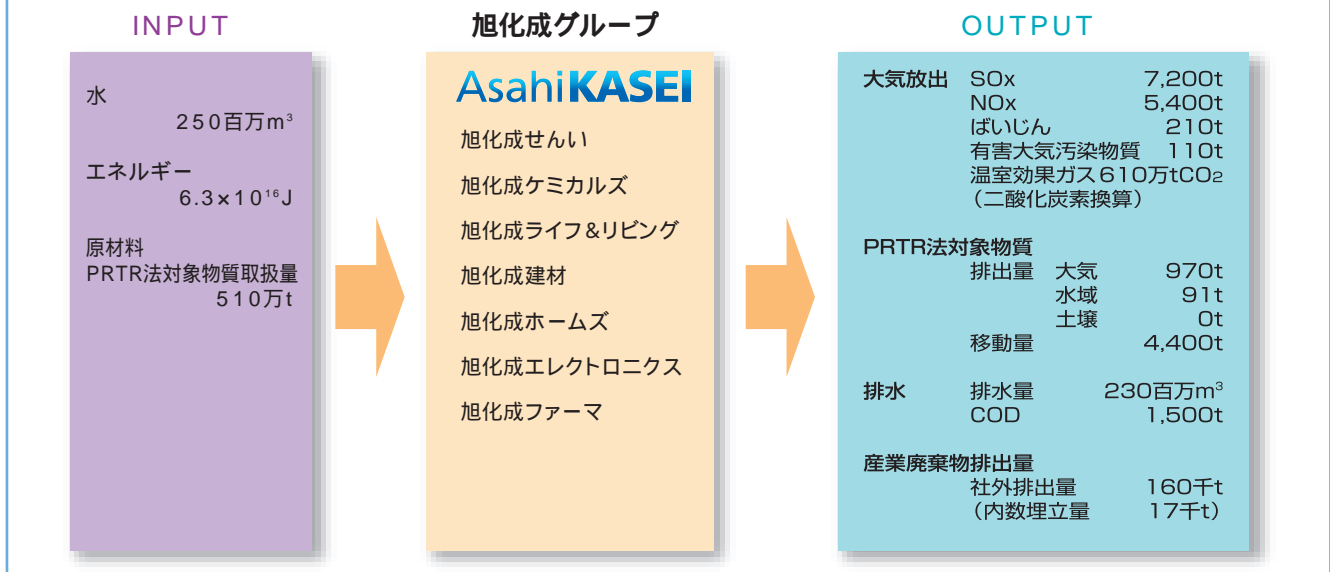 INPUT
水
250百万m³
エネルギー
6.3×10¹⁶J
原材料
PRTR法対象物質取扱量
510万t
旭化成グループ
AsahiKASEI
旭化成せんい
旭化成ケミカルズ
旭化成ライフ&リビング
旭化成建材
旭化成ホームズ
旭化成エレクトロニクス
旭化成ファーマ
OUTPUT
大気放出 SOx 7,200t
NOx 5,400t
ばいじん 210t
有害大気汚染物質 110t
温室効果ガス610万tCO₂
（二酸化炭素換算）
PRTR法対象物質
排出量 大気 970t
水域 91t
土壌 0t
移動量 4,400t
排水 排水量 230百万m³
COD 1,500t
産業廃棄物排出量
社外排出量 160千t
（内数埋立量 17千t）